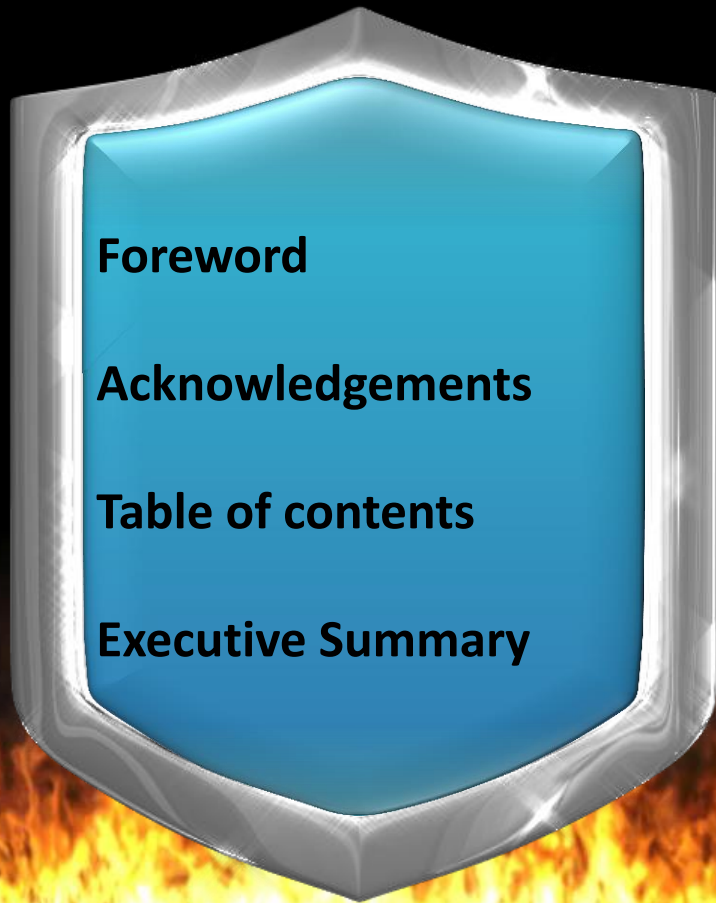 Foreword
Acknowledgements
Table of contents
Executive Summary